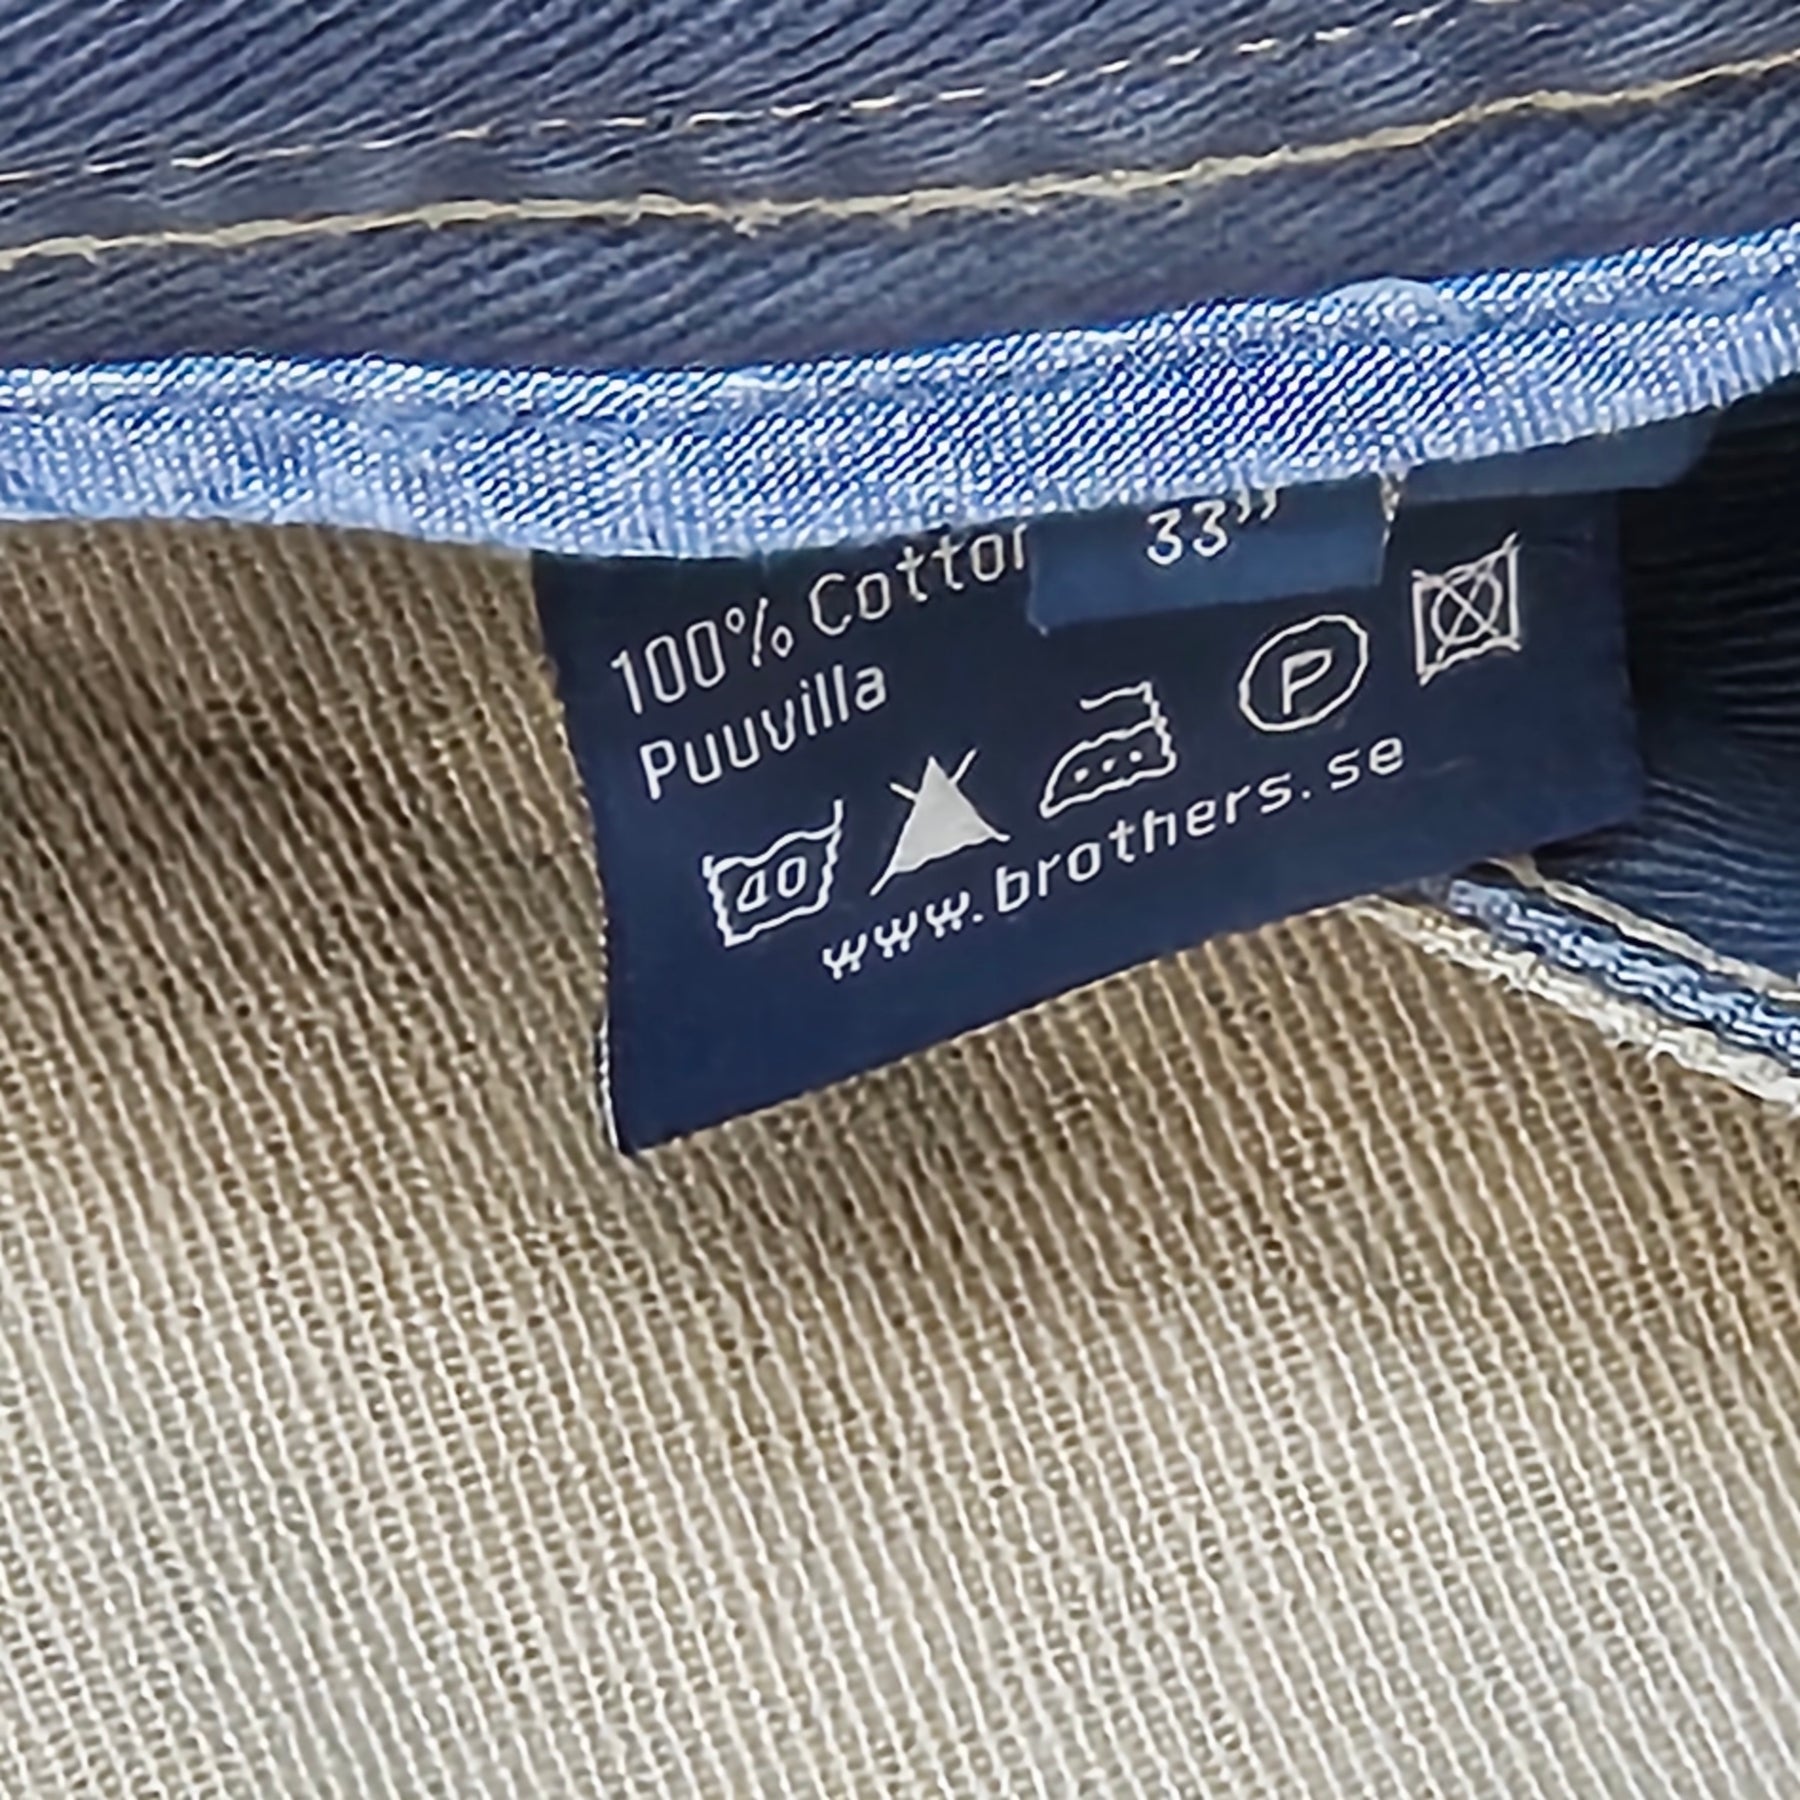 33”
100% Cotton
Puuvilla
40
P
www.brothers.se